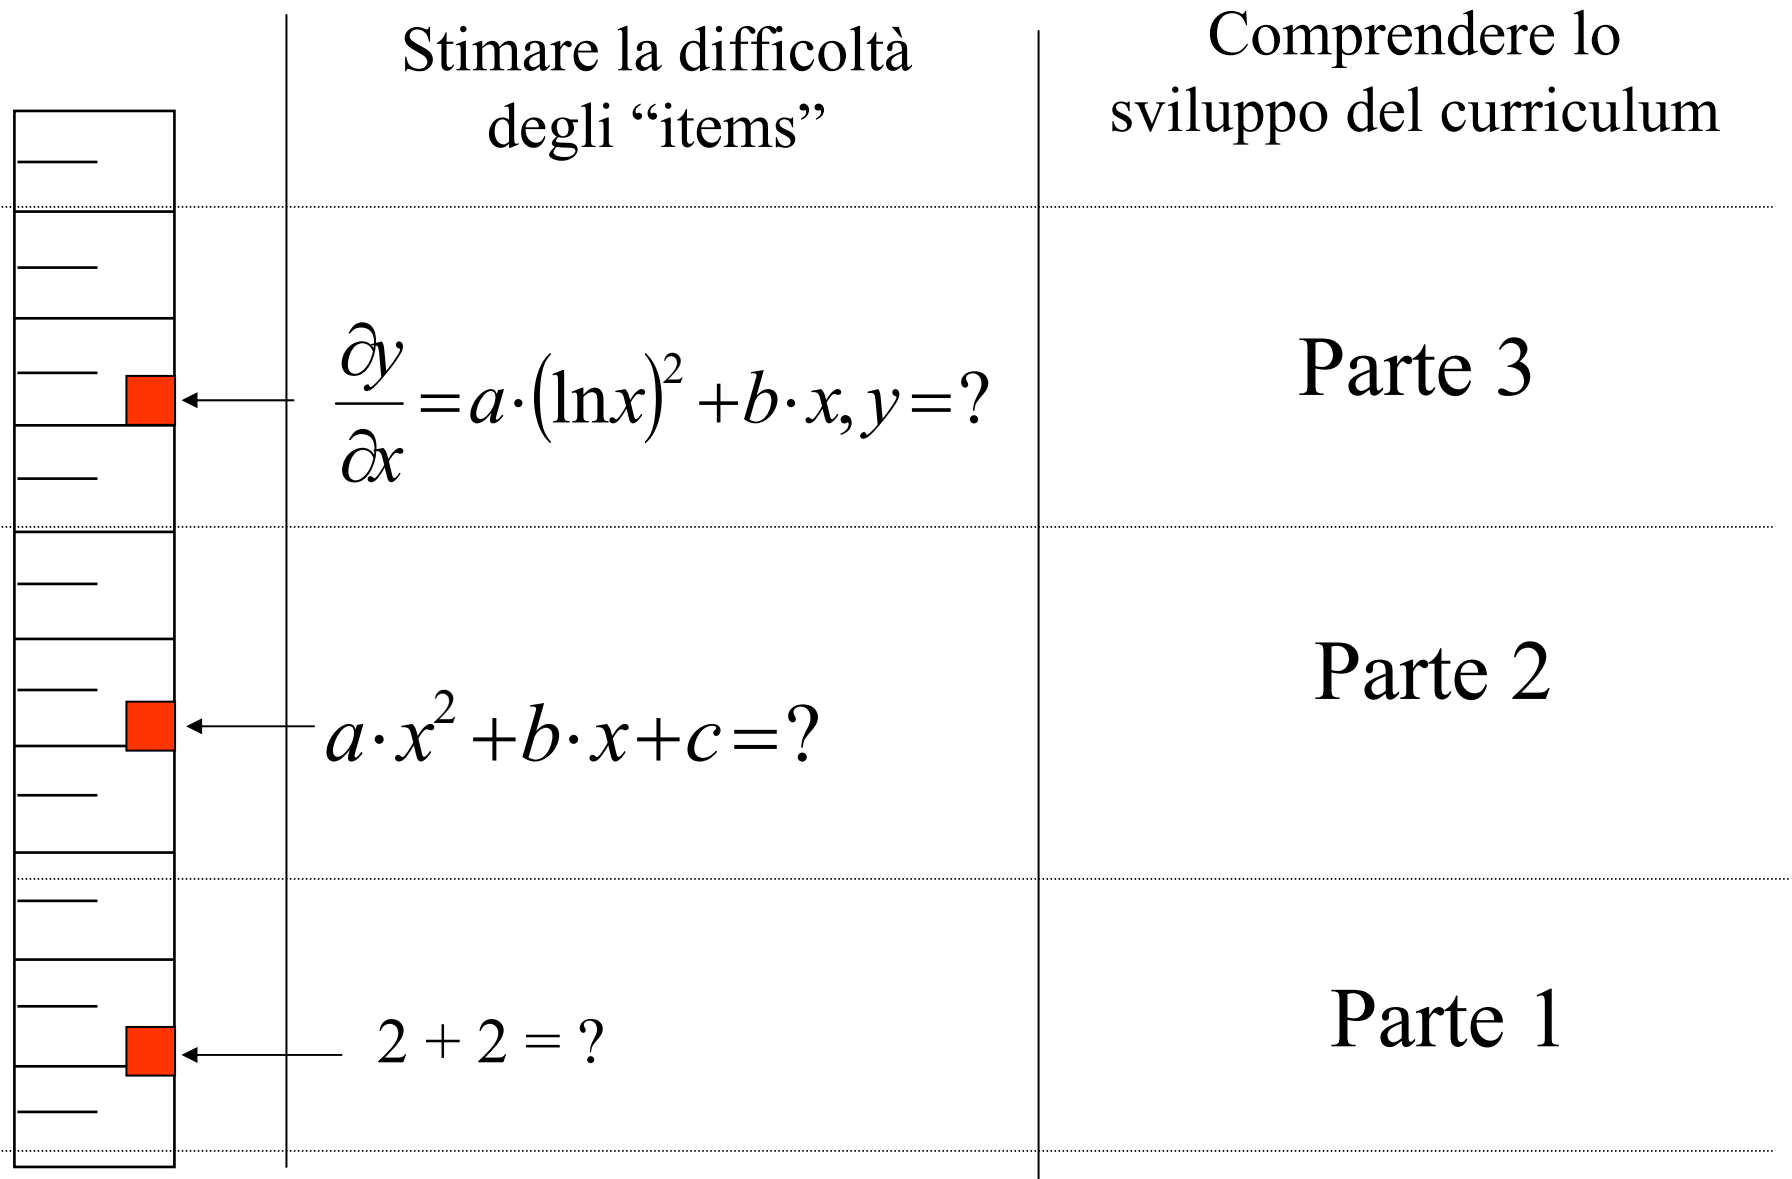 Stimare la difficoltà
degli “items”
Comprendere lo
sviluppo del curriculum
∂y/∂x = a·(lnx)² + b·x, y = ?
Parte 3
a·x² + b·x + c = ?
Parte 2
2 + 2 = ?
Parte 1